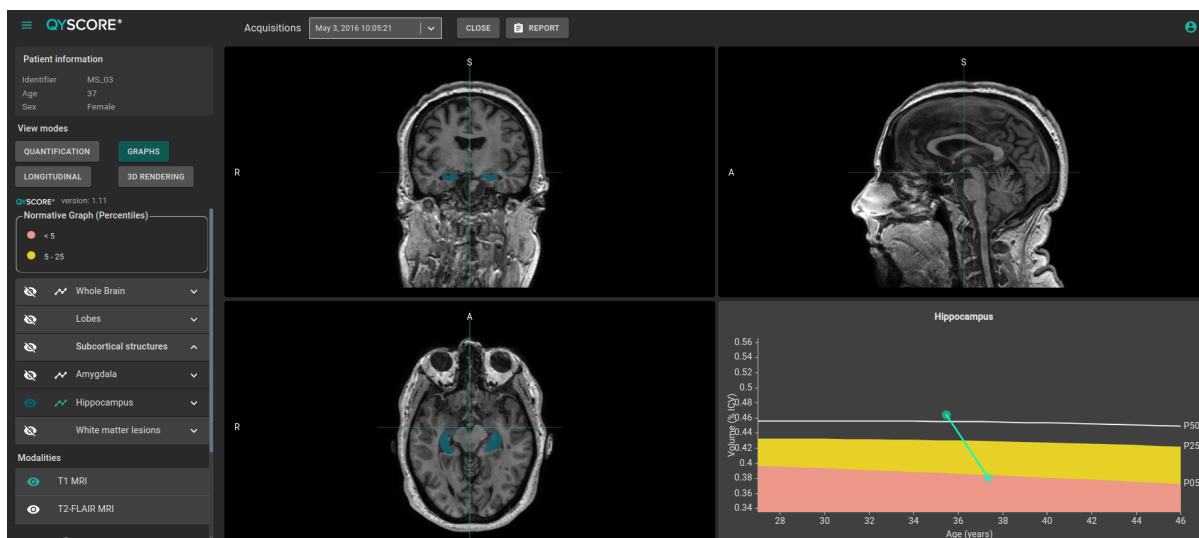 QYSCORE®
Acquisitions May 3, 2016 10:05:21 CLOSE REPORT
Patient information
Identifier MS_03
Age 37
Sex Female
View modes
QUANTIFICATION GRAPHS
LONGITUDINAL 3D RENDERING
QYSCORE® version: 1.11
Normative Graph (Percentiles)
< 5
5 - 25
Whole Brain
Lobes
Subcortical structures
Amygdala
Hippocampus
White matter lesions
Modalities
T1 MRI
T2-FLAIR MRI
S
R
S
A
A
R
Hippocampus
Volume (% ICV)
0.56
0.54
0.52
0.5
0.48
0.46
0.44
0.42
0.4
0.38
0.36
0.34
P50
P25
P05
28 30 32 34 36 38 40 42 44 46
Age (years)